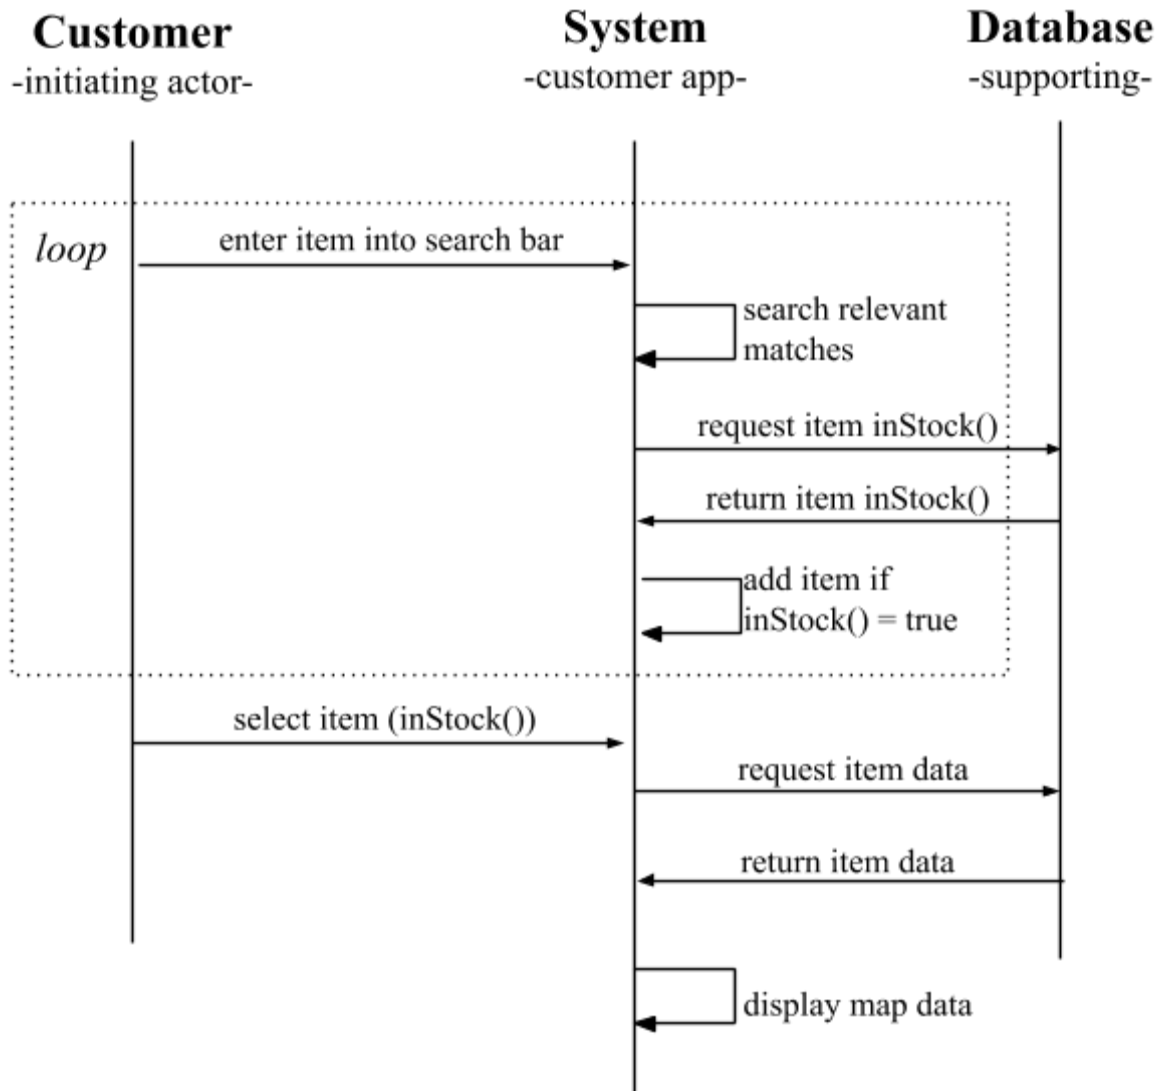 Customer
-initiating actor-
System
-customer app-
Database
-supporting-
loop
enter item into search bar
search relevant
matches
request item inStock()
return item inStock()
add item if
inStock() = true
select item (inStock())
request item data
return item data
display map data